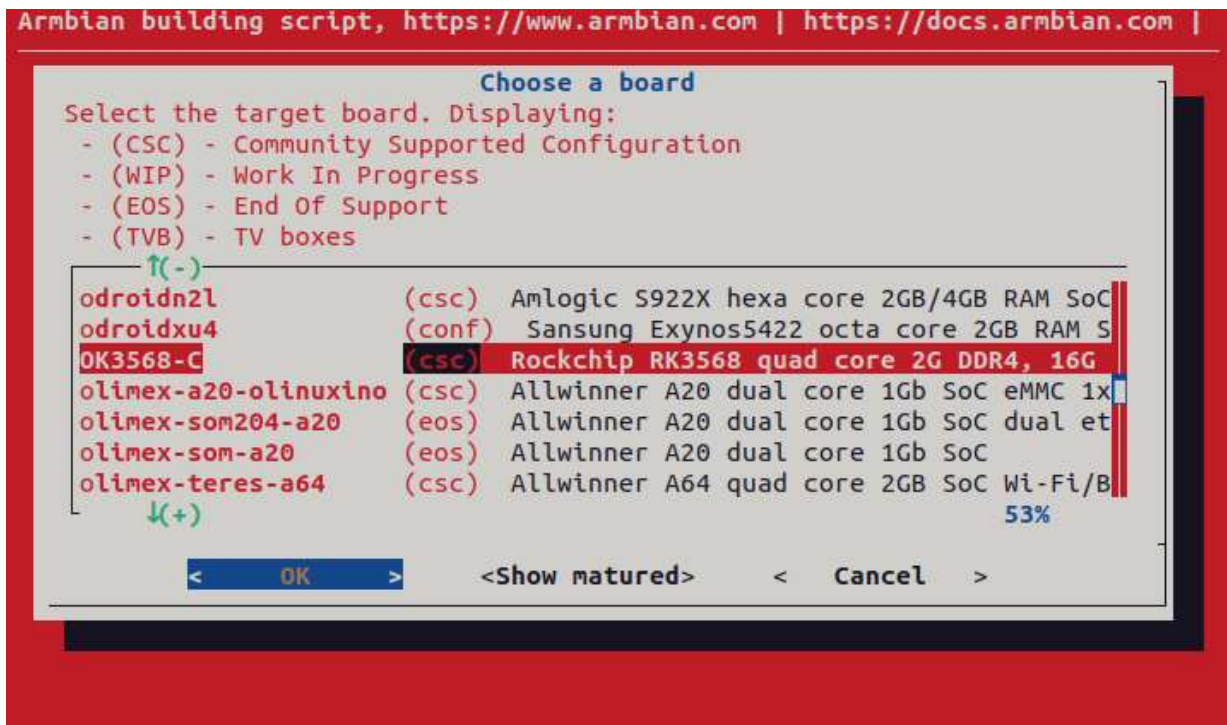 Armbian building script, https://www.armbian.com | https://docs.armbian.com |
Choose a board
Select the target board. Displaying:
- (CSC) - Community Supported Configuration
- (WIP) - Work In Progress
- (EOS) - End Of Support
- (TVB) - TV boxes
↑(-)
odroidn2l (csc) Amlogic S922X hexa core 2GB/4GB RAM SoC
odroidxu4 (conf) Sansung Exynos5422 octa core 2GB RAM S
OK3568-C (csc) Rockchip RK3568 quad core 2G DDR4, 16G
olimex-a20-olinuxino (csc) Allwinner A20 dual core 1Gb SoC eMMC 1x
olimex-som204-a20 (eos) Allwinner A20 dual core 1Gb SoC dual et
olimex-som-a20 (eos) Allwinner A20 dual core 1Gb SoC
olimex-teres-a64 (csc) Allwinner A64 quad core 2GB SoC Wi-Fi/B
↓(+) 53%
< OK > <Show matured> < Cancel >